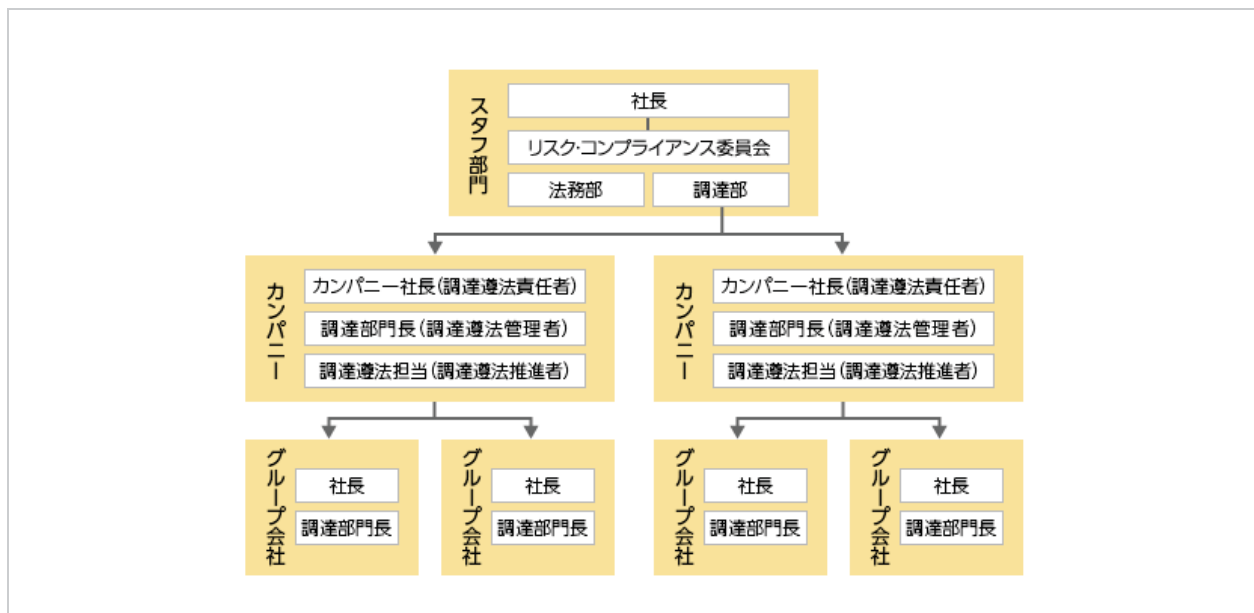 スタフ部門
社長
リスク・コンプライアンス委員会
法務部
調達部
カンパニー
カンパニー社長(調達遵法責任者)
調達部門長(調達遵法管理者)
調達遵法担当(調達遵法推進者)
カンパニー
カンパニー社長(調達遵法責任者)
調達部門長(調達遵法管理者)
調達遵法担当(調達遵法推進者)
グループ会社
社長
調達部門長
グループ会社
社長
調達部門長
グループ会社
社長
調達部門長
グループ会社
社長
調達部門長